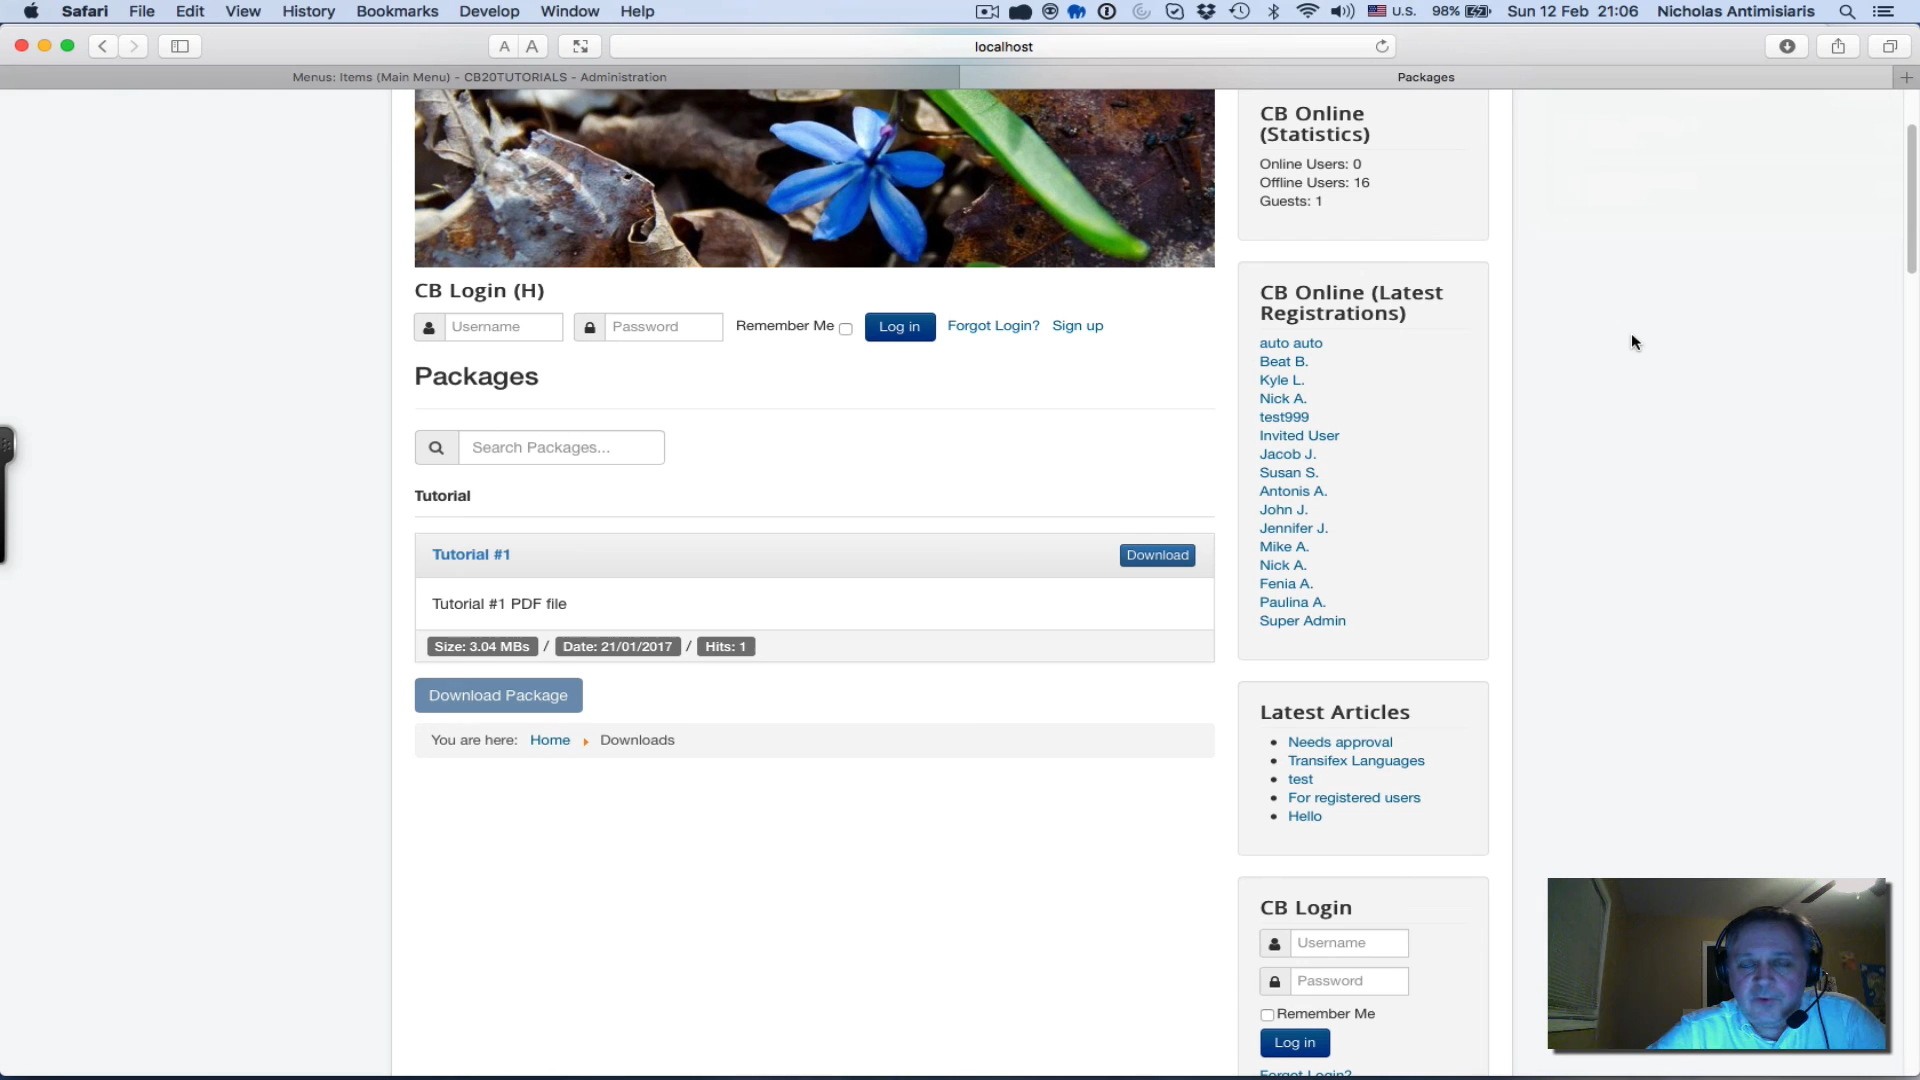 Safari File Edit View History Bookmarks Develop Window Help U.S. 98% Sun 12 Feb 21:06 Nicholas Antimisiaris
A A localhost
Menus: Items (Main Menu) - CB20TUTORIALS - Administration Packages
CB Login (H)
Username Password Remember Me Log in Forgot Login? Sign up
Packages
Search Packages...
Tutorial
Tutorial #1 Download
Tutorial #1 PDF file
Size: 3.04 MBs / Date: 21/01/2017 / Hits: 1
Download Package
You are here: Home Downloads
CB Online
(Statistics)
Online Users: 0
Offline Users: 16
Guests: 1
CB Online (Latest
Registrations)
auto auto
Beat B.
Kyle L.
Nick A.
test999
Invited User
Jacob J.
Susan S.
Antonis A.
John J.
Jennifer J.
Mike A.
Nick A.
Fenia A.
Paulina A.
Super Admin
Latest Articles
Needs approval
Transifex Languages
test
For registered users
Hello
CB Login
Username
Password
Remember Me
Log in
Forgot Login?